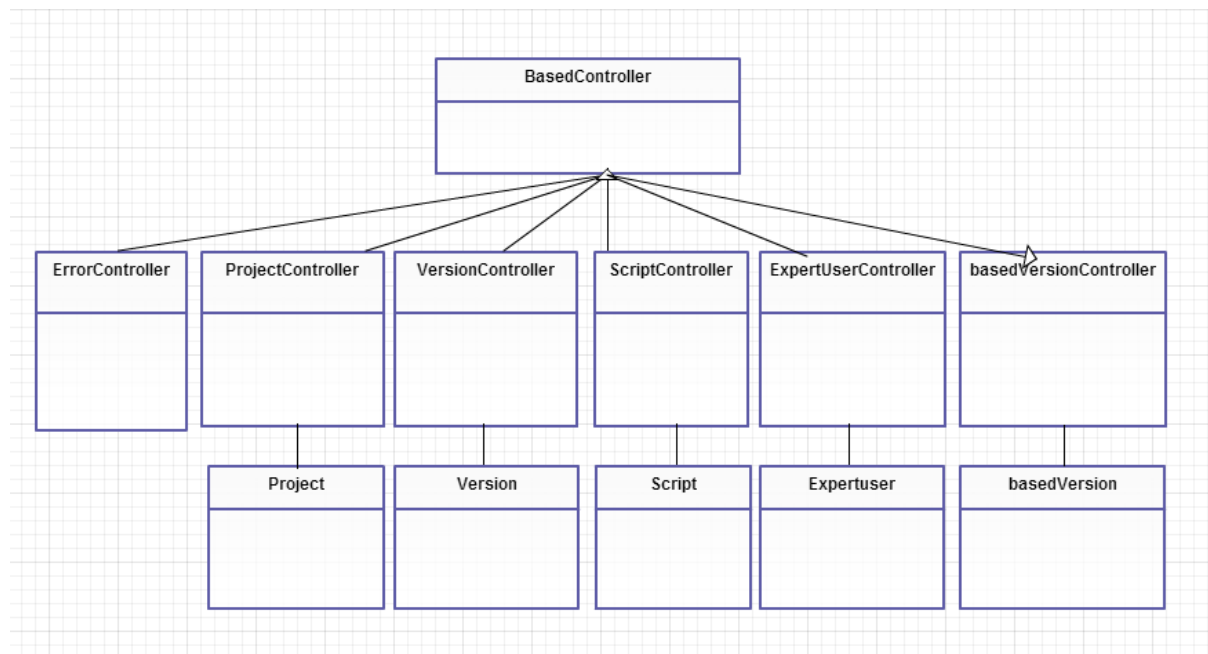 BasedController
ErrorController
ProjectController
VersionController
ScriptController
ExpertUserController
basedVersionController
Project
Version
Script
Expertuser
basedVersion